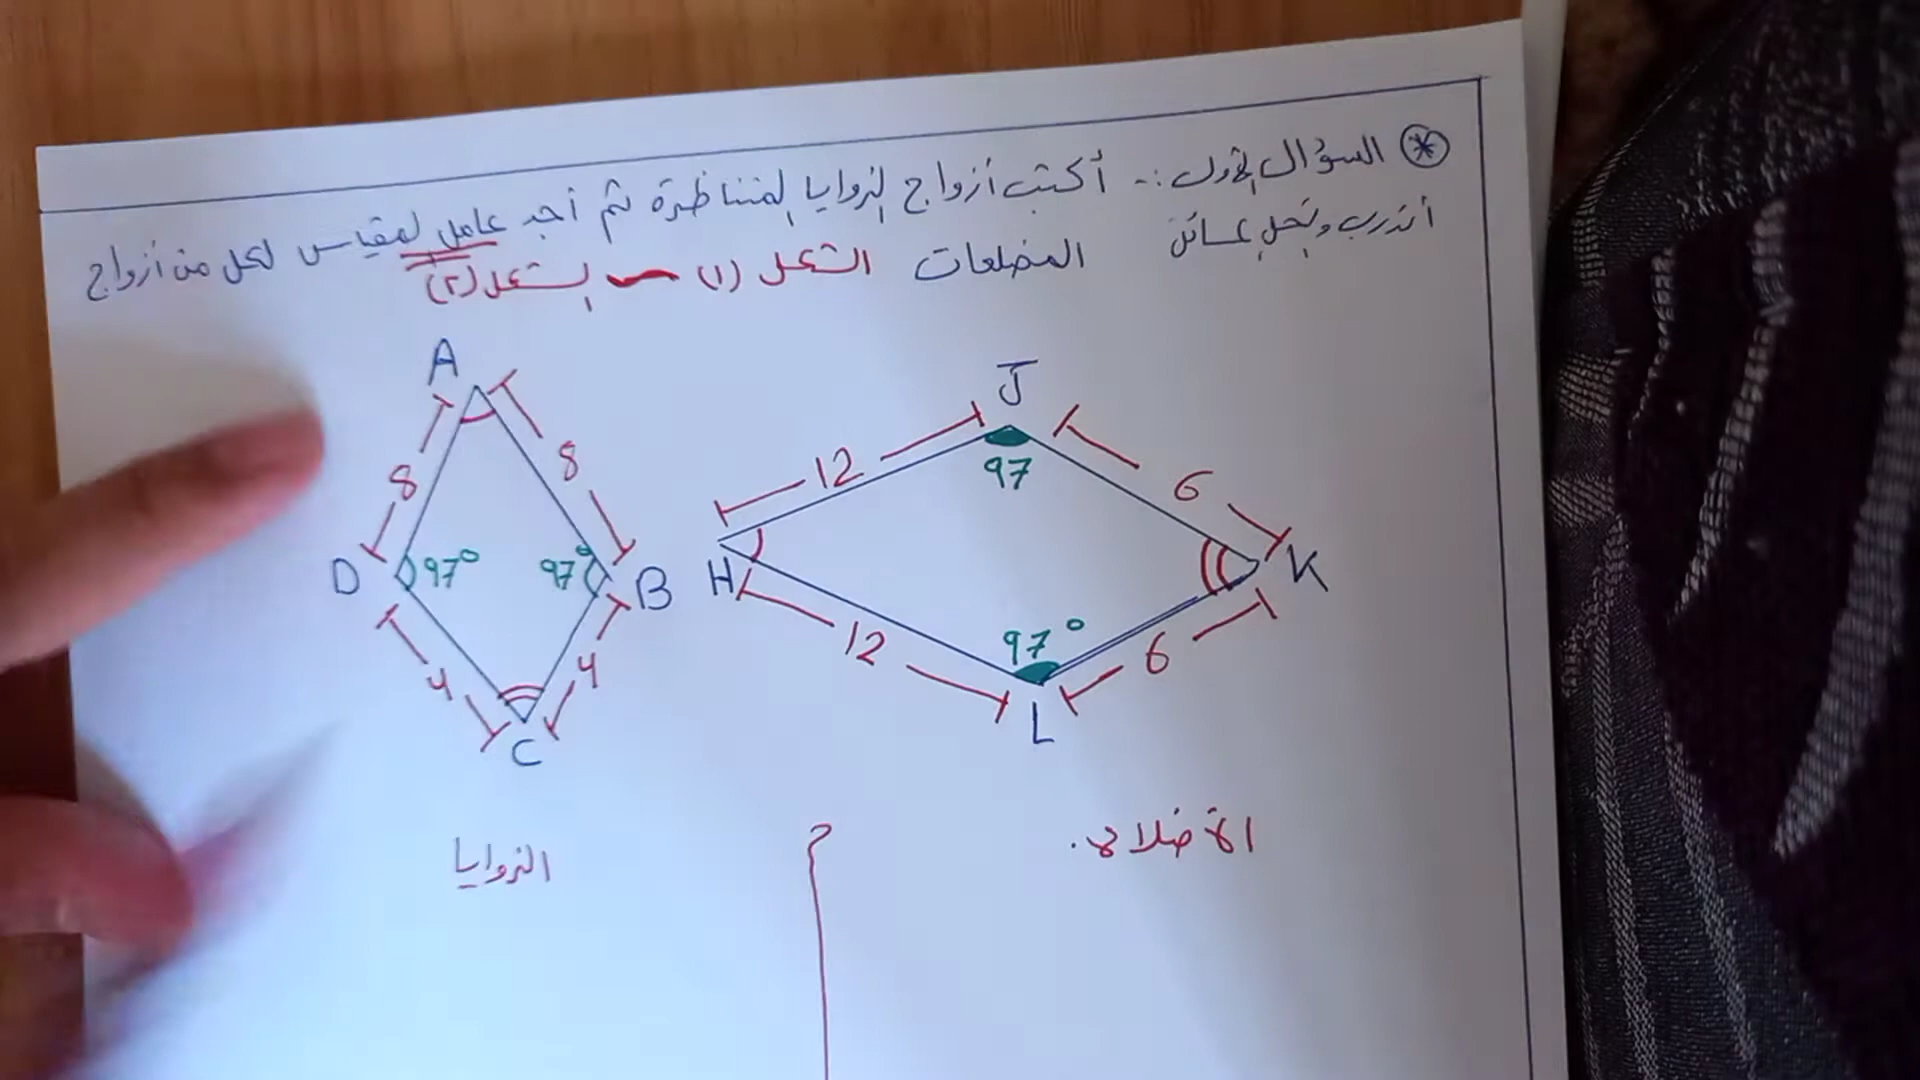 السؤال الأول :- أكتب أزواج الزوايا المتناظرة ثم أجد عامل المقياس لكل من أزواج
أتدرب وأحل المسائل
المضلعات الشكل (١) الشكل (٢)
A
J
8
8
12
6
97
D
97°
97°
B
H
K
4
4
12
97°
6
C
L
الزوايا
الأضلاع.